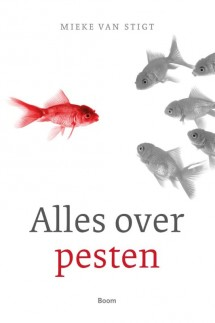 MIEKE VAN STIGT
Alles over
pesten
Boom